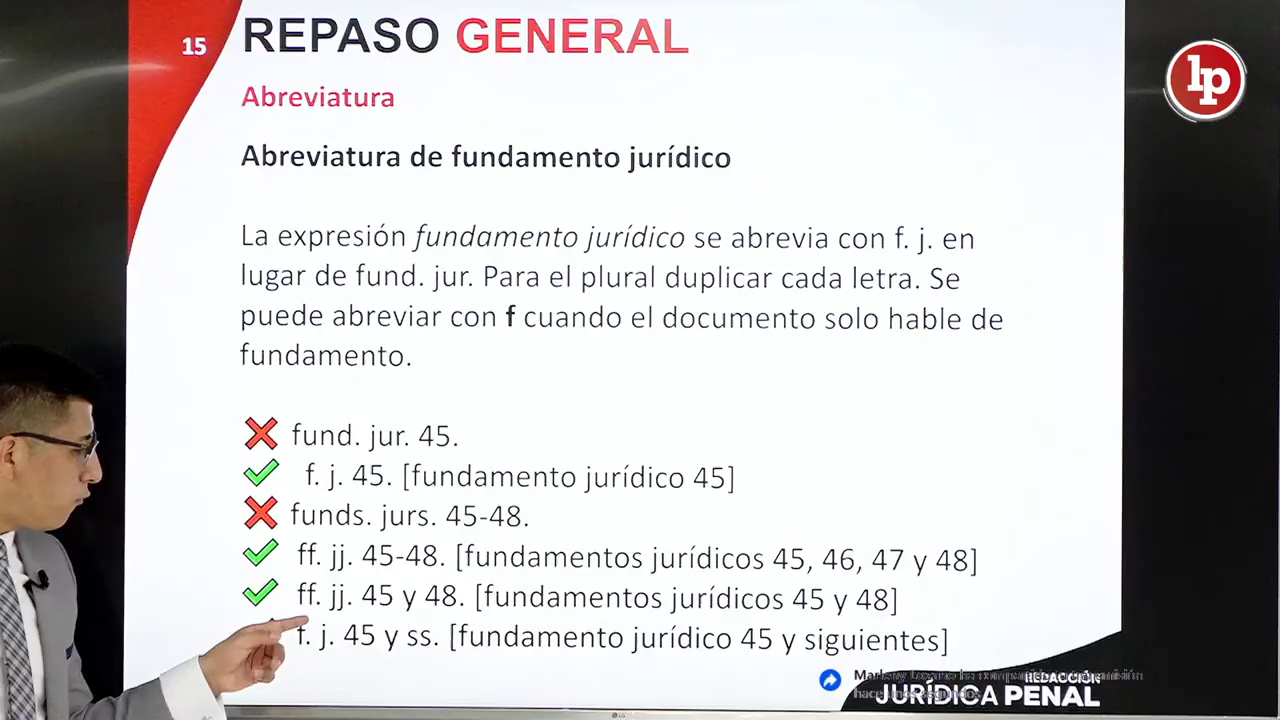 15
REPASO GENERAL
lp
Abreviatura
Abreviatura de fundamento jurídico
La expresión fundamento jurídico se abrevia con f. j. en
lugar de fund. jur. Para el plural duplicar cada letra. Se
puede abreviar con f cuando el documento solo hable de
fundamento.
fund. jur. 45.
f. j. 45. [fundamento jurídico 45]
funds. jurs. 45-48.
ff. jj. 45-48. [fundamentos jurídicos 45, 46, 47 y 48]
ff. jj. 45 y 48. [fundamentos jurídicos 45 y 48]
f. j. 45 y ss. [fundamento jurídico 45 y siguientes]
REDACCIÓN
JURÍDICA PENAL
LG